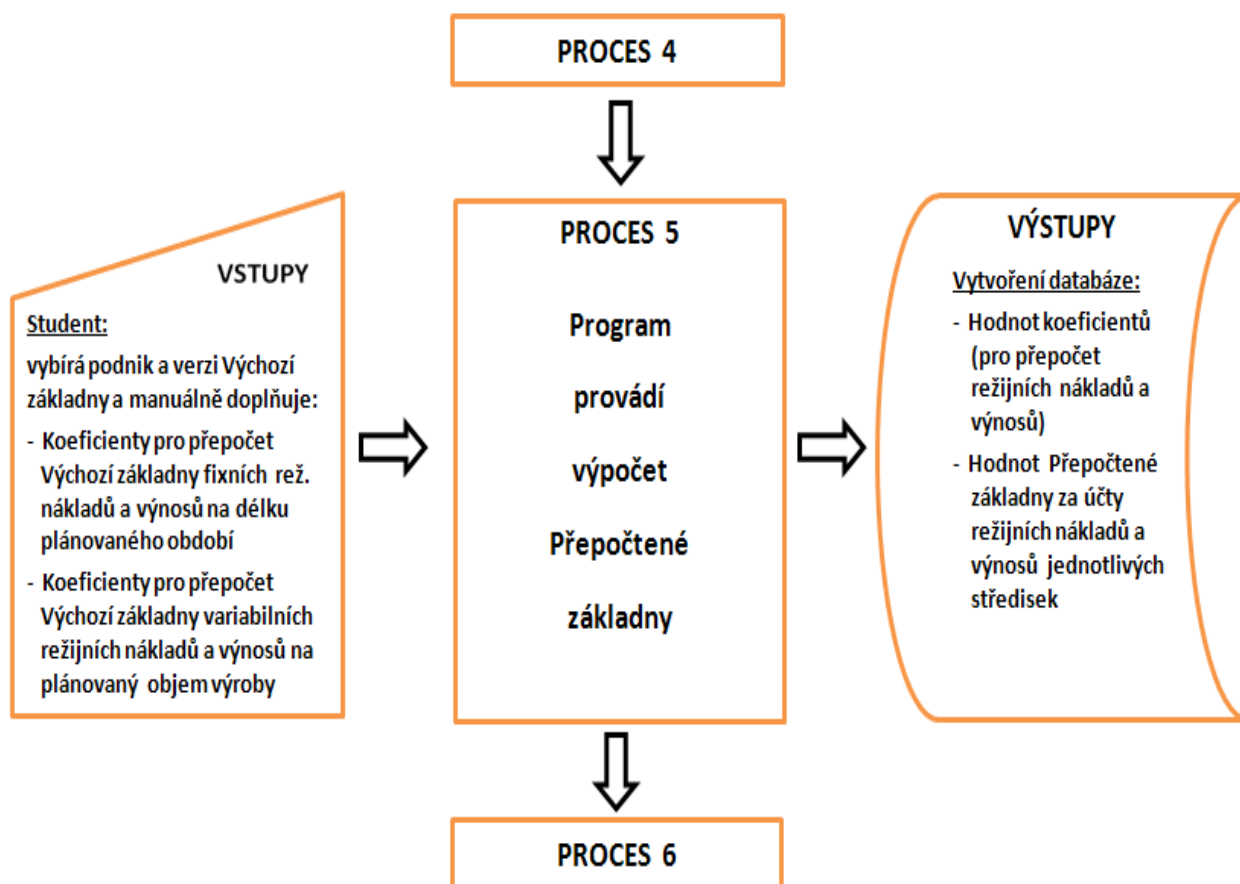 PROCES 4
VSTUPY
Student:
vybírá podnik a verzi Výchozí
základny a manuálně doplňuje:
- Koeficienty pro přepočet
Výchozí základny fixních rež.
nákladů a výnosů na délku
plánovaného období
- Koeficienty pro přepočet
Výchozí základny variabilních
režijních nákladů a výnosů na
plánovaný objem výroby
PROCES 5
Program
provádí
výpočet
Přepočtené
základny
VÝSTUPY
Vytvoření databáze:
- Hodnot koeficientů
(pro přepočet
režijních nákladů a
výnosů)
- Hodnot Přepočtené
základny za účty
režijních nákladů a
výnosů jednotlivých
středisek
PROCES 6